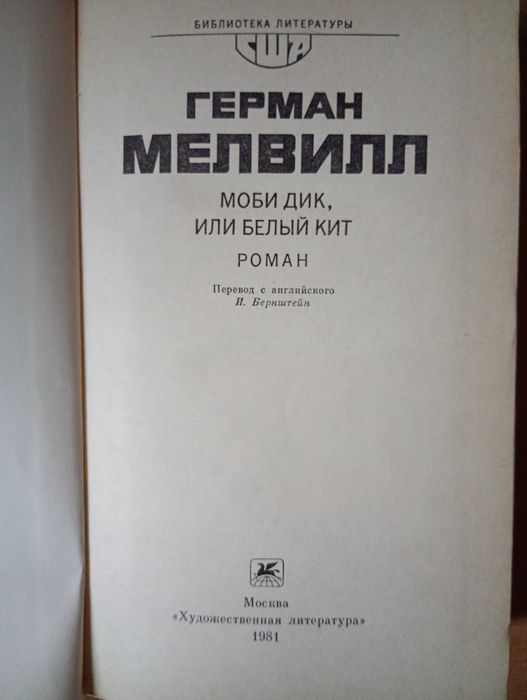 БИБЛИОТЕКА ЛИТЕРАТУРЫ
США
ГЕРМАН
МЕЛВИЛЛ
МОБИ ДИК,
ИЛИ БЕЛЫЙ КИТ
РОМАН
Перевод с английского
И. Бернштейн
Москва
«Художественная литература»
1981